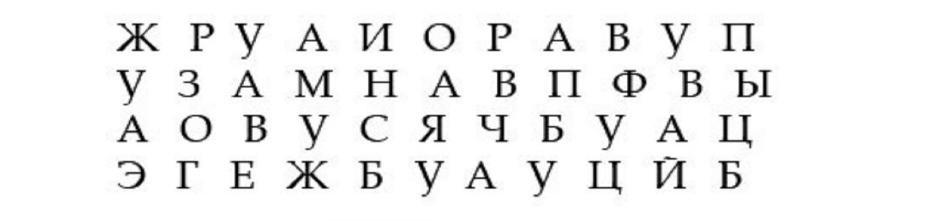 Ж Р У А И О Р А В У П
У З А М Н А В П Ф В Ы
А О В У С Я Ч Б У А Ц
Э Г Е Ж Б У А У Ц Й Б